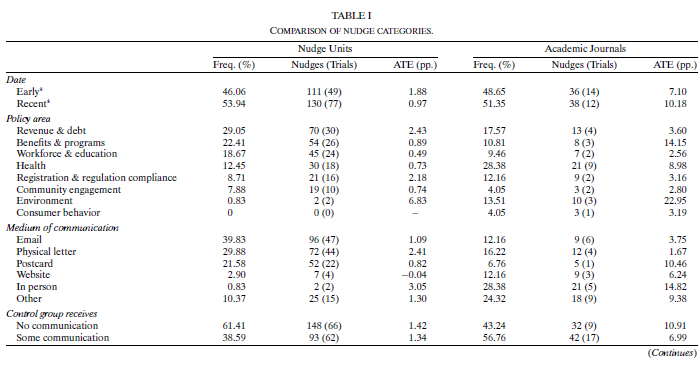 TABLE I
COMPARISON OF NUDGE CATEGORIES.
Nudge Units Academic Journals
Freq. (%) Nudges (Trials) ATE (pp.) Freq. (%) Nudges (Trials) ATE (pp.)
Date
Earlyª 46.06 111 (49) 1.88 48.65 36 (14) 7.10
Recentª 53.94 130 (77) 0.97 51.35 38 (12) 10.18
Policy area
Revenue & debt 29.05 70 (30) 2.43 17.57 13 (4) 3.60
Benefits & programs 22.41 54 (26) 0.89 10.81 8 (3) 14.15
Workforce & education 18.67 45 (24) 0.49 9.46 7 (2) 2.56
Health 12.45 30 (18) 0.73 28.38 21 (9) 8.98
Registration & regulation compliance 8.71 21 (16) 2.18 12.16 9 (2) 3.16
Community engagement 7.88 19 (10) 0.74 4.05 3 (2) 2.80
Environment 0.83 2 (2) 6.83 13.51 10 (3) 22.95
Consumer behavior 0 0 (0) – 4.05 3 (1) 3.19
Medium of communication
Email 39.83 96 (47) 1.09 12.16 9 (6) 3.75
Physical letter 29.88 72 (44) 2.41 16.22 12 (4) 1.67
Postcard 21.58 52 (22) 0.82 6.76 5 (1) 10.46
Website 2.90 7 (4) −0.04 12.16 9 (3) 6.24
In person 0.83 2 (2) 3.05 28.38 21 (5) 14.82
Other 10.37 25 (15) 1.30 24.32 18 (9) 9.38
Control group receives
No communication 61.41 148 (66) 1.42 43.24 32 (9) 10.91
Some communication 38.59 93 (62) 1.34 56.76 42 (17) 6.99
(Continues)